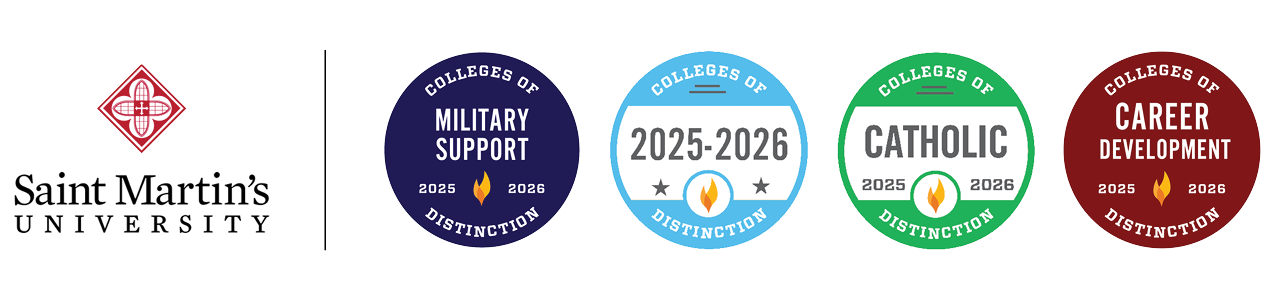 Saint Martin's
UNIVERSITY
COLLEGES OF
MILITARY
SUPPORT
2025 2026
DISTINCTION
COLLEGES OF
2025-2026
DISTINCTION
COLLEGES OF
CATHOLIC
2025 2026
DISTINCTION
COLLEGES OF
CAREER
DEVELOPMENT
2025 2026
DISTINCTION